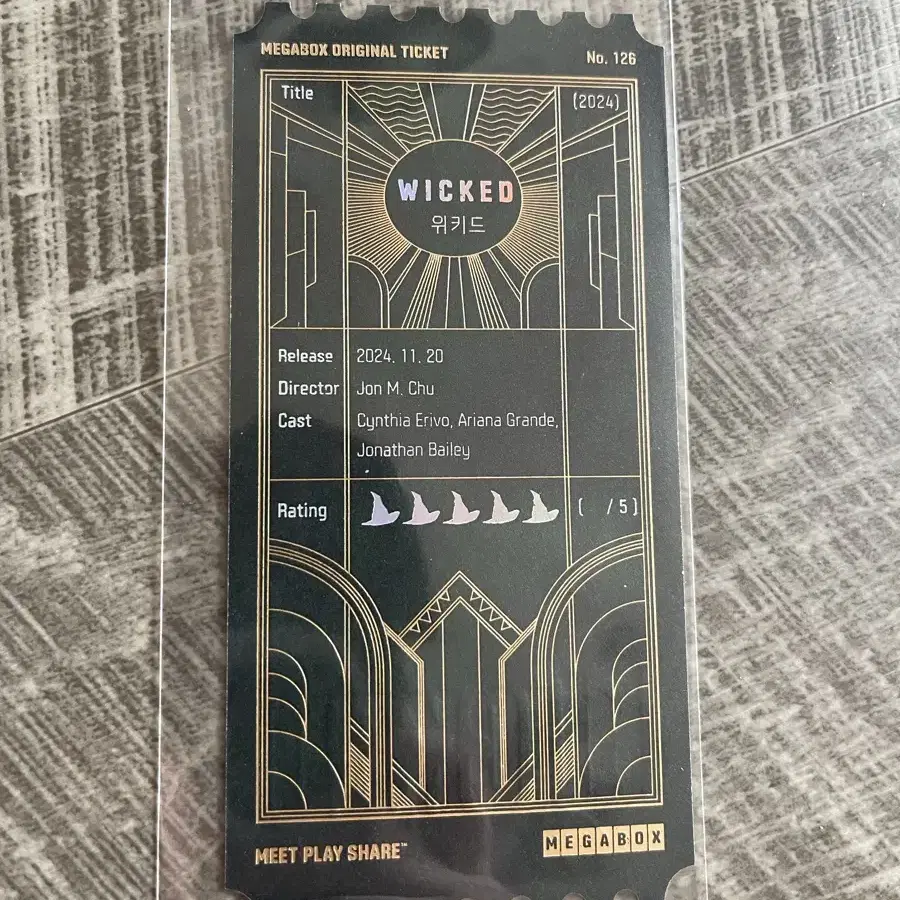 MEGABOX ORIGINAL TICKET
No. 126
Title
(2024)
WICKED
위키드
Release 2024. 11. 20
Director Jon M. Chu
Cast Cynthia Erivo, Ariana Grande,
Jonathan Bailey
Rating ( /5)
MEET PLAY SHARE™
MEGABOX